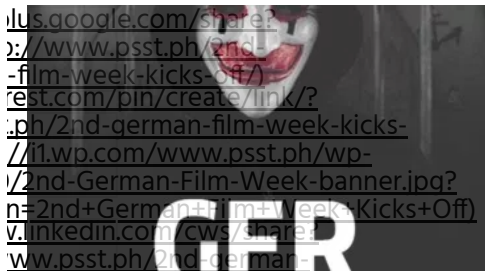 plus.google.com/share?
p://www.psst.ph/2nd-
-film-week-kicks-off/)
rest.com/pin/create/link/?
t.ph/2nd-german-film-week-kicks-
//i1.wp.com/www.psst.ph/wp-
)/2nd-German-Film-Week-banner.jpg?
n=2nd+German+Film+Week+Kicks+Off)
GER
w.linkedin.com/cws/share?
www.psst.ph/2nd-german-